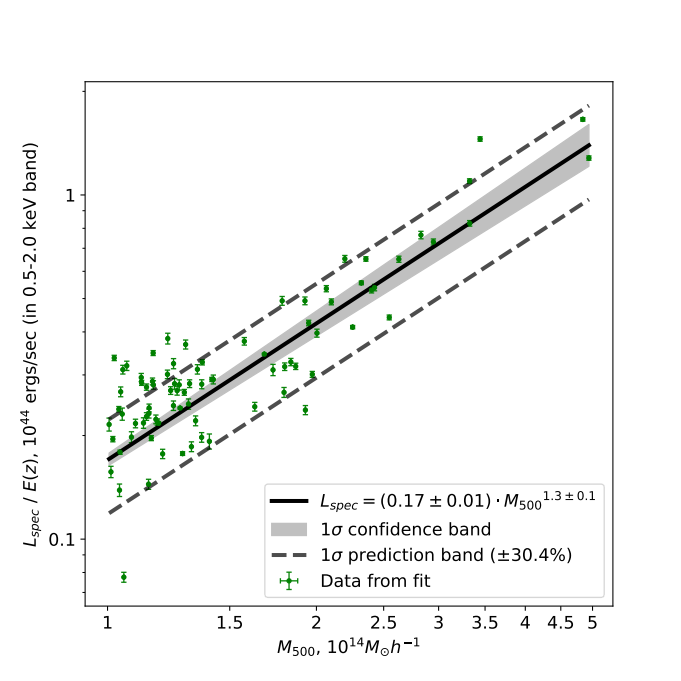 L_spec / E(z), 10^44 ergs/sec (in 0.5-2.0 keV band)
1
0.1
L_spec = (0.17 ± 0.01) · M_500^1.3 ± 0.1
1σ confidence band
1σ prediction band (±30.4%)
Data from fit
1 1.5 2 2.5 3 3.5 4 4.5 5
M_500, 10^14 M_⊙ h^−1